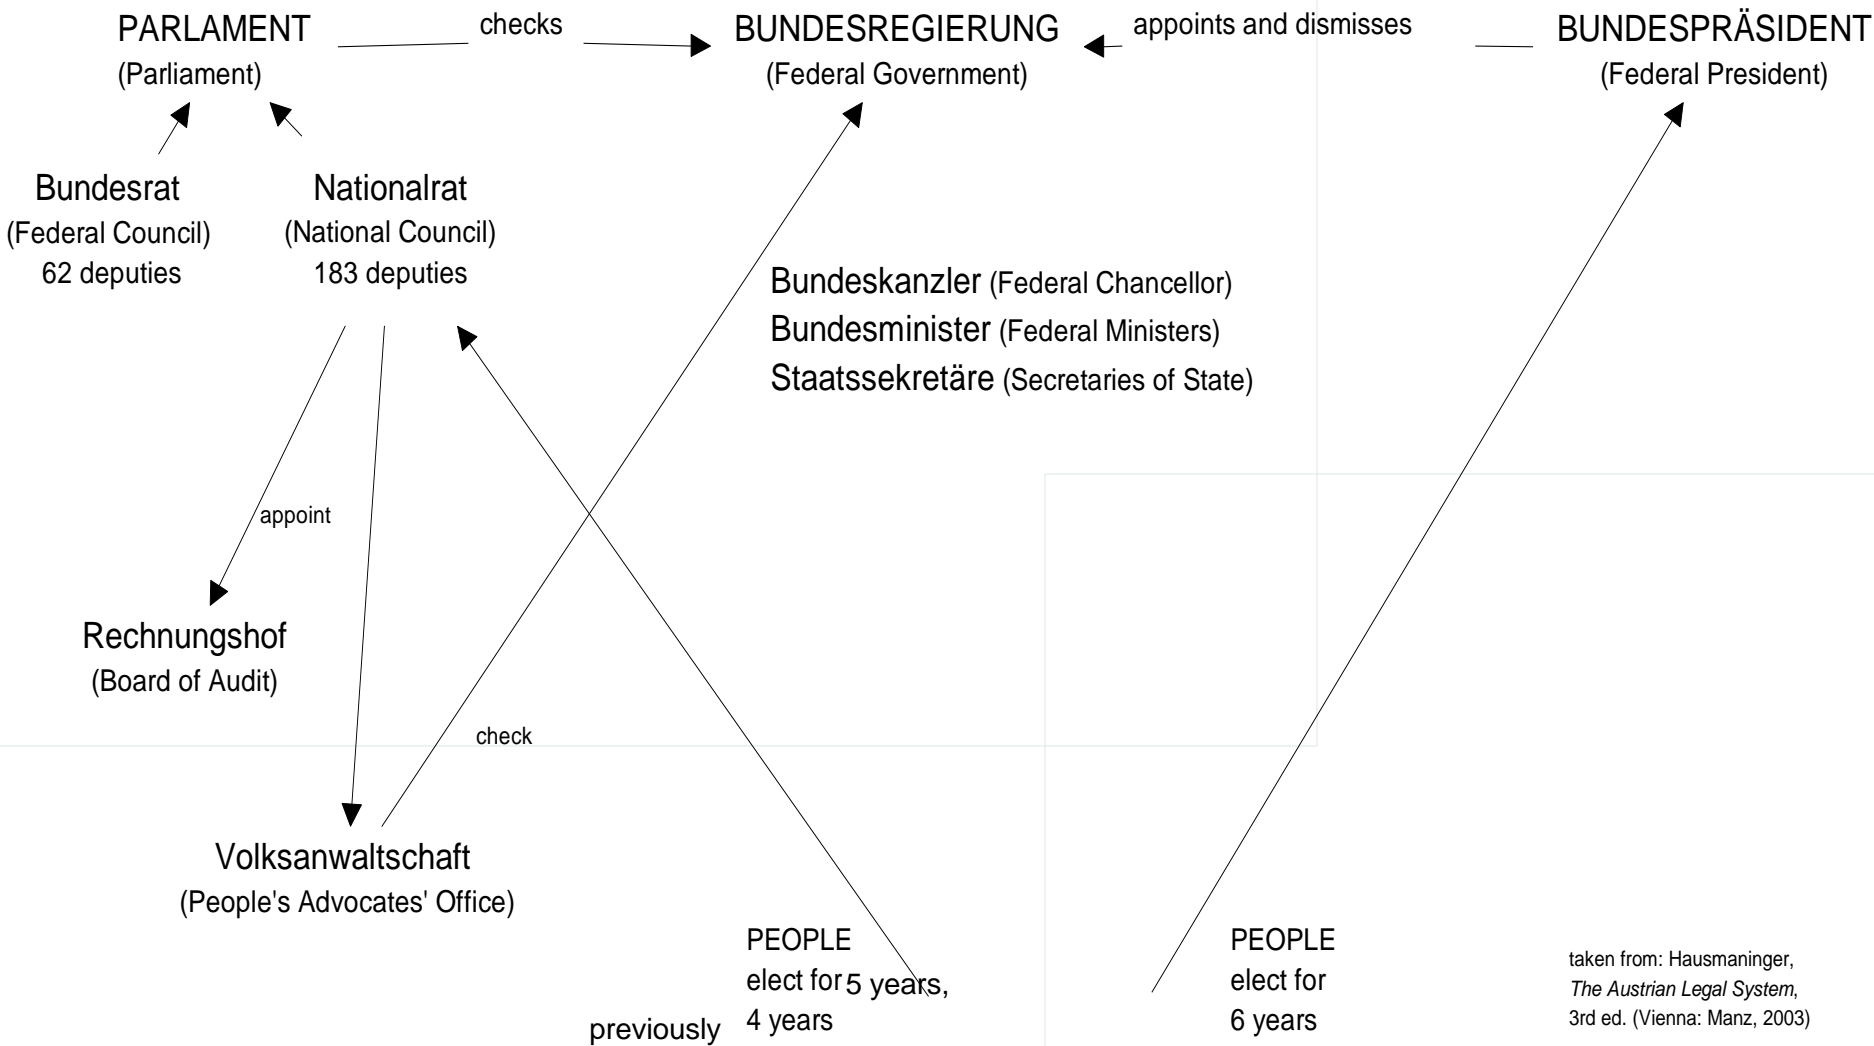 PARLAMENT
(Parliament)
checks
BUNDESREGIERUNG
(Federal Government)
appoints and dismisses
BUNDESPRÄSIDENT
(Federal President)
Bundesrat
(Federal Council)
62 deputies
Nationalrat
(National Council)
183 deputies
Bundeskanzler (Federal Chancellor)
Bundesminister (Federal Ministers)
Staatssekretäre (Secretaries of State)
appoint
Rechnungshof
(Board of Audit)
check
Volksanwaltschaft
(People's Advocates' Office)
PEOPLE
elect for 5 years,
previously 4 years
PEOPLE
elect for
6 years
taken from: Hausmaninger,
The Austrian Legal System,
3rd ed. (Vienna: Manz, 2003)